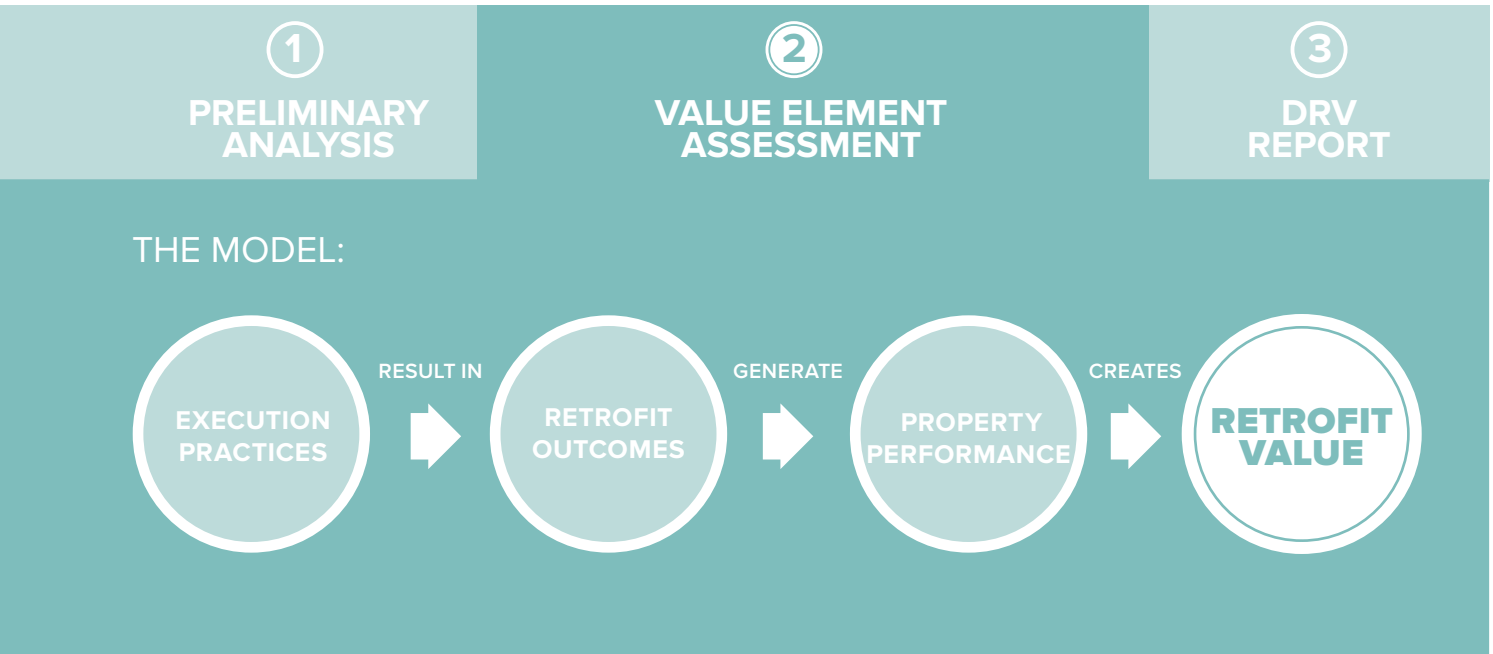 1
PRELIMINARY
ANALYSIS
2
VALUE ELEMENT
ASSESSMENT
3
DRV
REPORT
THE MODEL:
EXECUTION
PRACTICES
RESULT IN
RETROFIT
OUTCOMES
GENERATE
PROPERTY
PERFORMANCE
CREATES
RETROFIT
VALUE